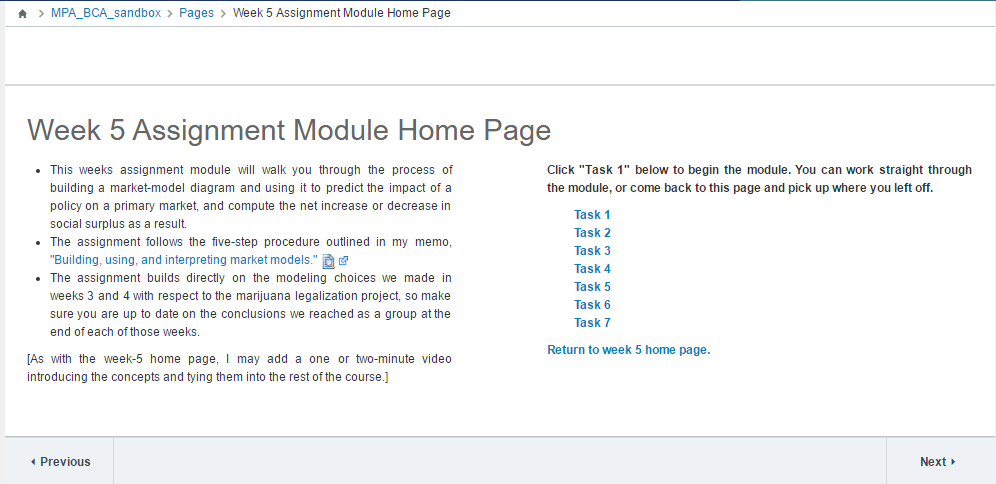 MPA_BCA_sandbox > Pages > Week 5 Assignment Module Home Page
Week 5 Assignment Module Home Page
• This weeks assignment module will walk you through the process of
building a market-model diagram and using it to predict the impact of a
policy on a primary market, and compute the net increase or decrease in
social surplus as a result.
• The assignment follows the five-step procedure outlined in my memo,
"Building, using, and interpreting market models."
• The assignment builds directly on the modeling choices we made in
weeks 3 and 4 with respect to the marijuana legalization project, so make
sure you are up to date on the conclusions we reached as a group at the
end of each of those weeks.
[As with the week-5 home page, I may add a one or two-minute video
introducing the concepts and tying them into the rest of the course.]
Click "Task 1" below to begin the module. You can work straight through
the module, or come back to this page and pick up where you left off.
Task 1
Task 2
Task 3
Task 4
Task 5
Task 6
Task 7
Return to week 5 home page.
Previous
Next